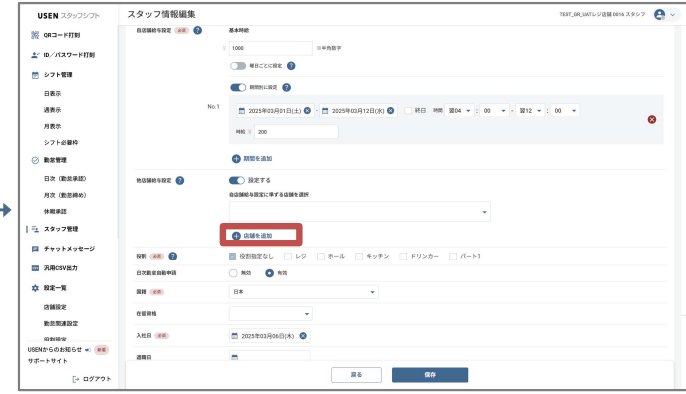 USEN スタッフシフト
スタッフ情報編集
TEST_GR_UATレジ店舗 0016 スタンフ
QRコード打刻
ID／パスワード打刻
シフト管理
日表示
週表示
月表示
シフト必要枠
勤怠管理
日次（勤怠承認）
月次（勤怠締め）
休暇承認
スタッフ管理
チャットメッセージ
汎用CSV出力
設定一覧
店舗設定
勤怠関連設定
役割設定
USENからのお知らせ 新着
サポートサイト
ログアウト
自店舗給与設定 必須 ?
基本時給
1000 ※半角数字
曜日ごとに設定 ?
期間別に設定 ?
No.1
2025年03月01日(土) - 2025年03月12日(水) 終日 時間 翌04 : 00 - 翌12 : 00
時給 200
期間を追加
他店舗給与設定 ? 設定する
自店舗給与設定に準ずる店舗を選択
店舗を追加
役割 必須 ? 役割指定なし レジ ホール キッチン ドリンカー パート1
日次勤怠自動申請 無効 有効
国籍 必須 日本
在留資格
入社日 必須 2025年03月06日(木)
退職日
戻る 保存